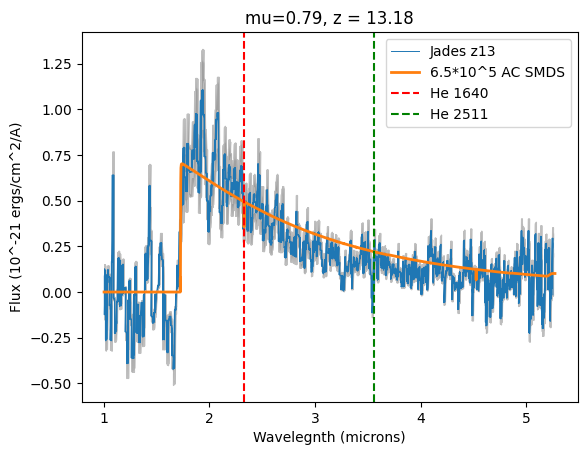 mu=0.79, z = 13.18
Flux (10^-21 ergs/cm^2/A)
1.25
1.00
0.75
0.50
0.25
0.00
−0.25
−0.50
Jades z13
6.5*10^5 AC SMDS
He 1640
He 2511
1 2 3 4 5
Wavelegnth (microns)